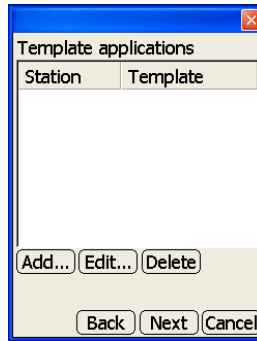 Template applications
Station Template
Add... Edit... Delete
Back Next Cancel